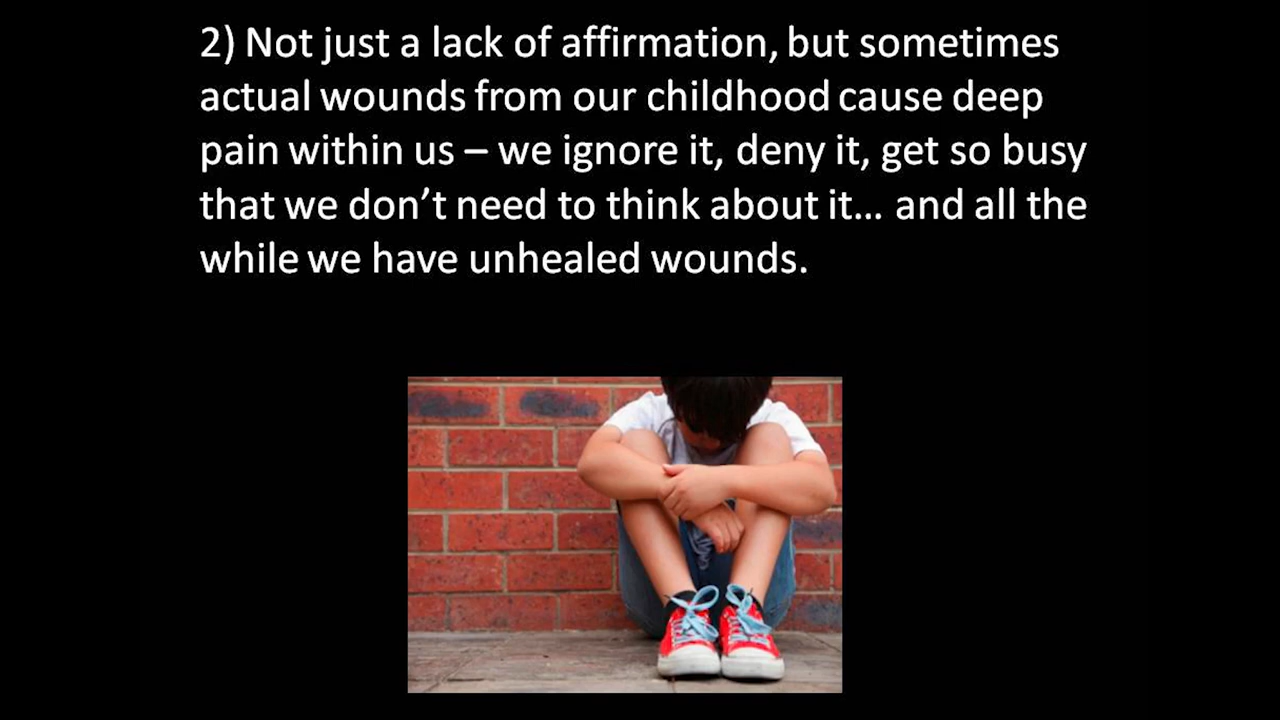 2) Not just a lack of affirmation, but sometimes
actual wounds from our childhood cause deep
pain within us – we ignore it, deny it, get so busy
that we don’t need to think about it… and all the
while we have unhealed wounds.